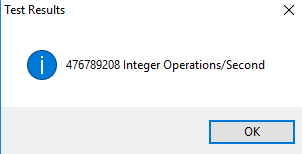 Test Results
476789208 Integer Operations/Second
OK